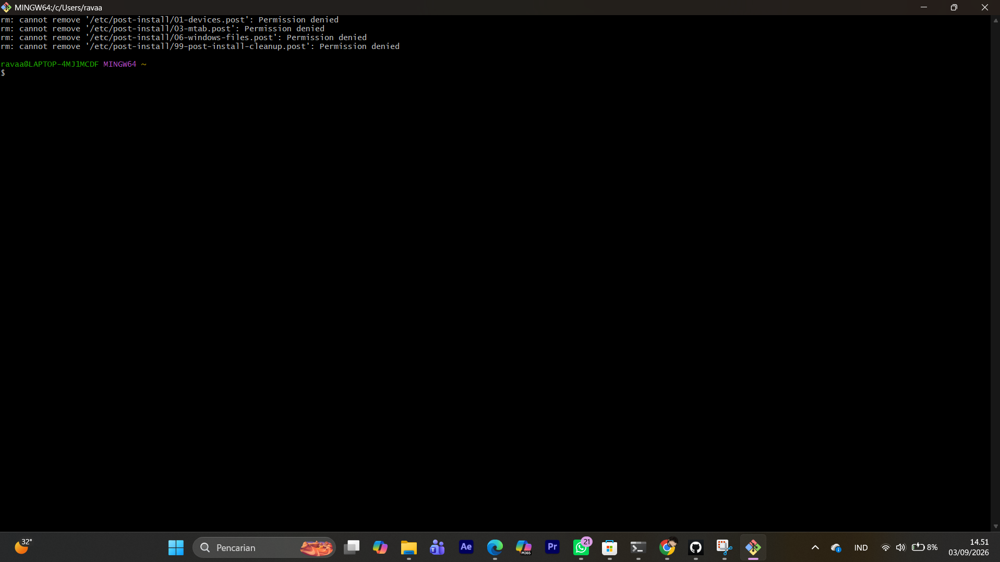 MINGW64:/c/Users/ravaa
rm: cannot remove '/etc/post-install/01-devices.post': Permission denied
rm: cannot remove '/etc/post-install/03-mtab.post': Permission denied
rm: cannot remove '/etc/post-install/06-windows-files.post': Permission denied
rm: cannot remove '/etc/post-install/99-post-install-cleanup.post': Permission denied
ravaa@LAPTOP-4MJ1MCDF MINGW64 ~
$
32°
Pencarian
T
Ae
M365
Pr
21
IND
8%
14.51
03/09/2026